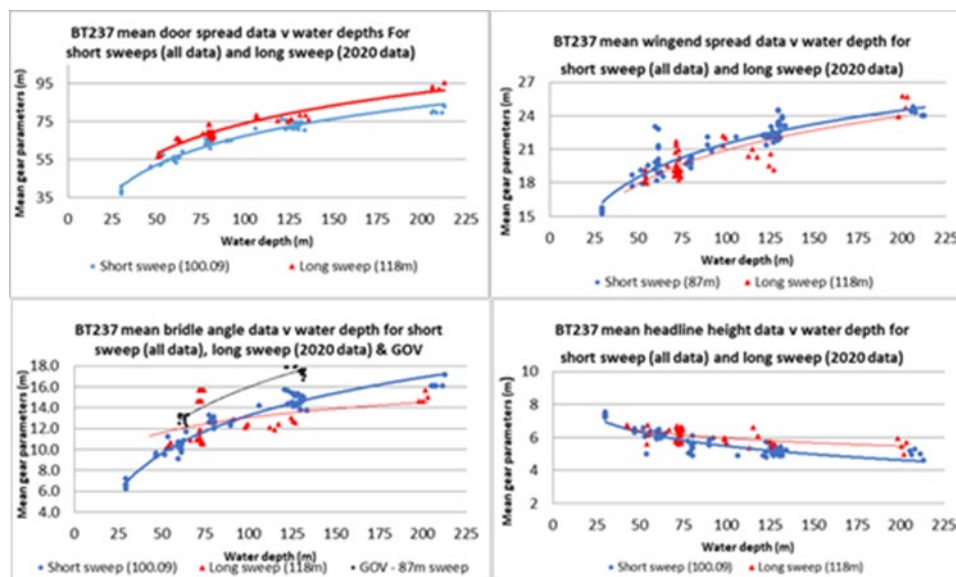 BT237 mean door spread data v water depths For
short sweeps (all data) and long sweep (2020 data)
Mean gear parameters (m)
95
75
55
35
0 25 50 75 100 125 150 175 200 225
Water depth (m)
Short sweep (100.09) Long sweep (118m)
BT237 mean wingend spread data v water depth for
short sweep (all data) and long sweep (2020 data)
Mean gear parameters (m)
27
24
21
18
15
0 25 50 75 100 125 150 175 200 225
Water depth (m)
Short sweep (87m) Long sweep (118m)
BT237 mean bridle angle data v water depth for short
sweep (all data), long sweep (2020 data) & GOV
Mean gear parameters (m)
18.0
16.0
14.0
12.0
10.0
8.0
6.0
4.0
0 25 50 75 100 125 150 175 200 225
Water depth (m)
Short sweep (100.09) Long sweep (118m) GOV - 87m sweep
BT237 mean headline height data v water depth for
short sweep (all data) and long sweep (2020 data)
Mean gear parameters (m)
10
8
6
4
2
0 25 50 75 100 125 150 175 200 225
Water depth (m)
Short sweep (100.09) Long sweep (118m)